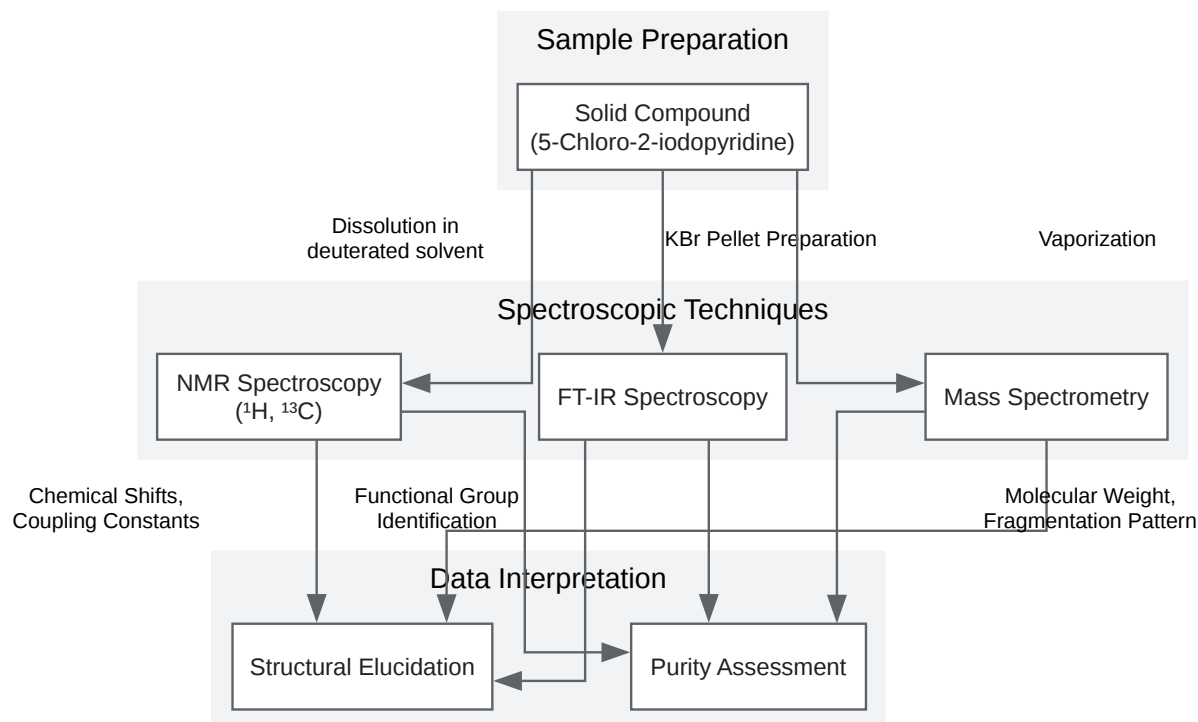 Sample Preparation
Solid Compound
(5-Chloro-2-iodopyridine)
Dissolution in
deuterated solvent
KBr Pellet Preparation
Vaporization
Spectroscopic Techniques
NMR Spectroscopy
(¹H, ¹³C)
FT-IR Spectroscopy
Mass Spectrometry
Chemical Shifts,
Coupling Constants
Functional Group
Identification
Molecular Weight,
Fragmentation Pattern
Data Interpretation
Structural Elucidation
Purity Assessment